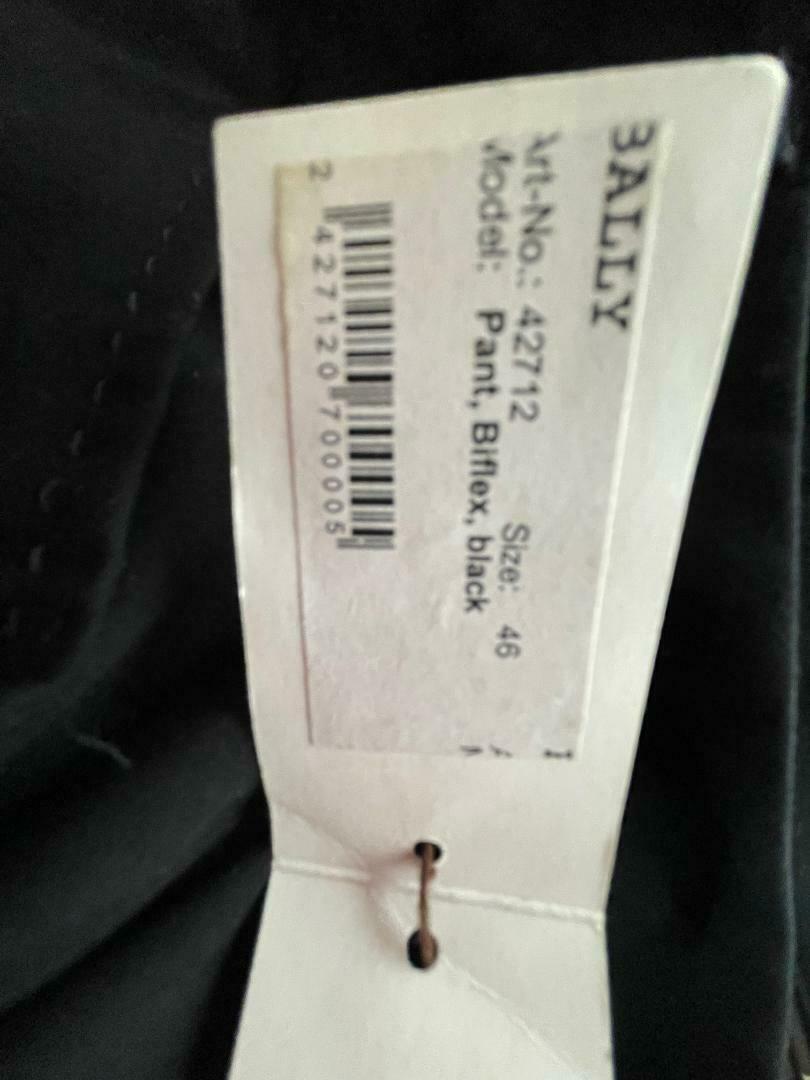 BALLY
Art-No.: 42712 Size: 46
Model: Pant, Biflex, black
2 427120 700005